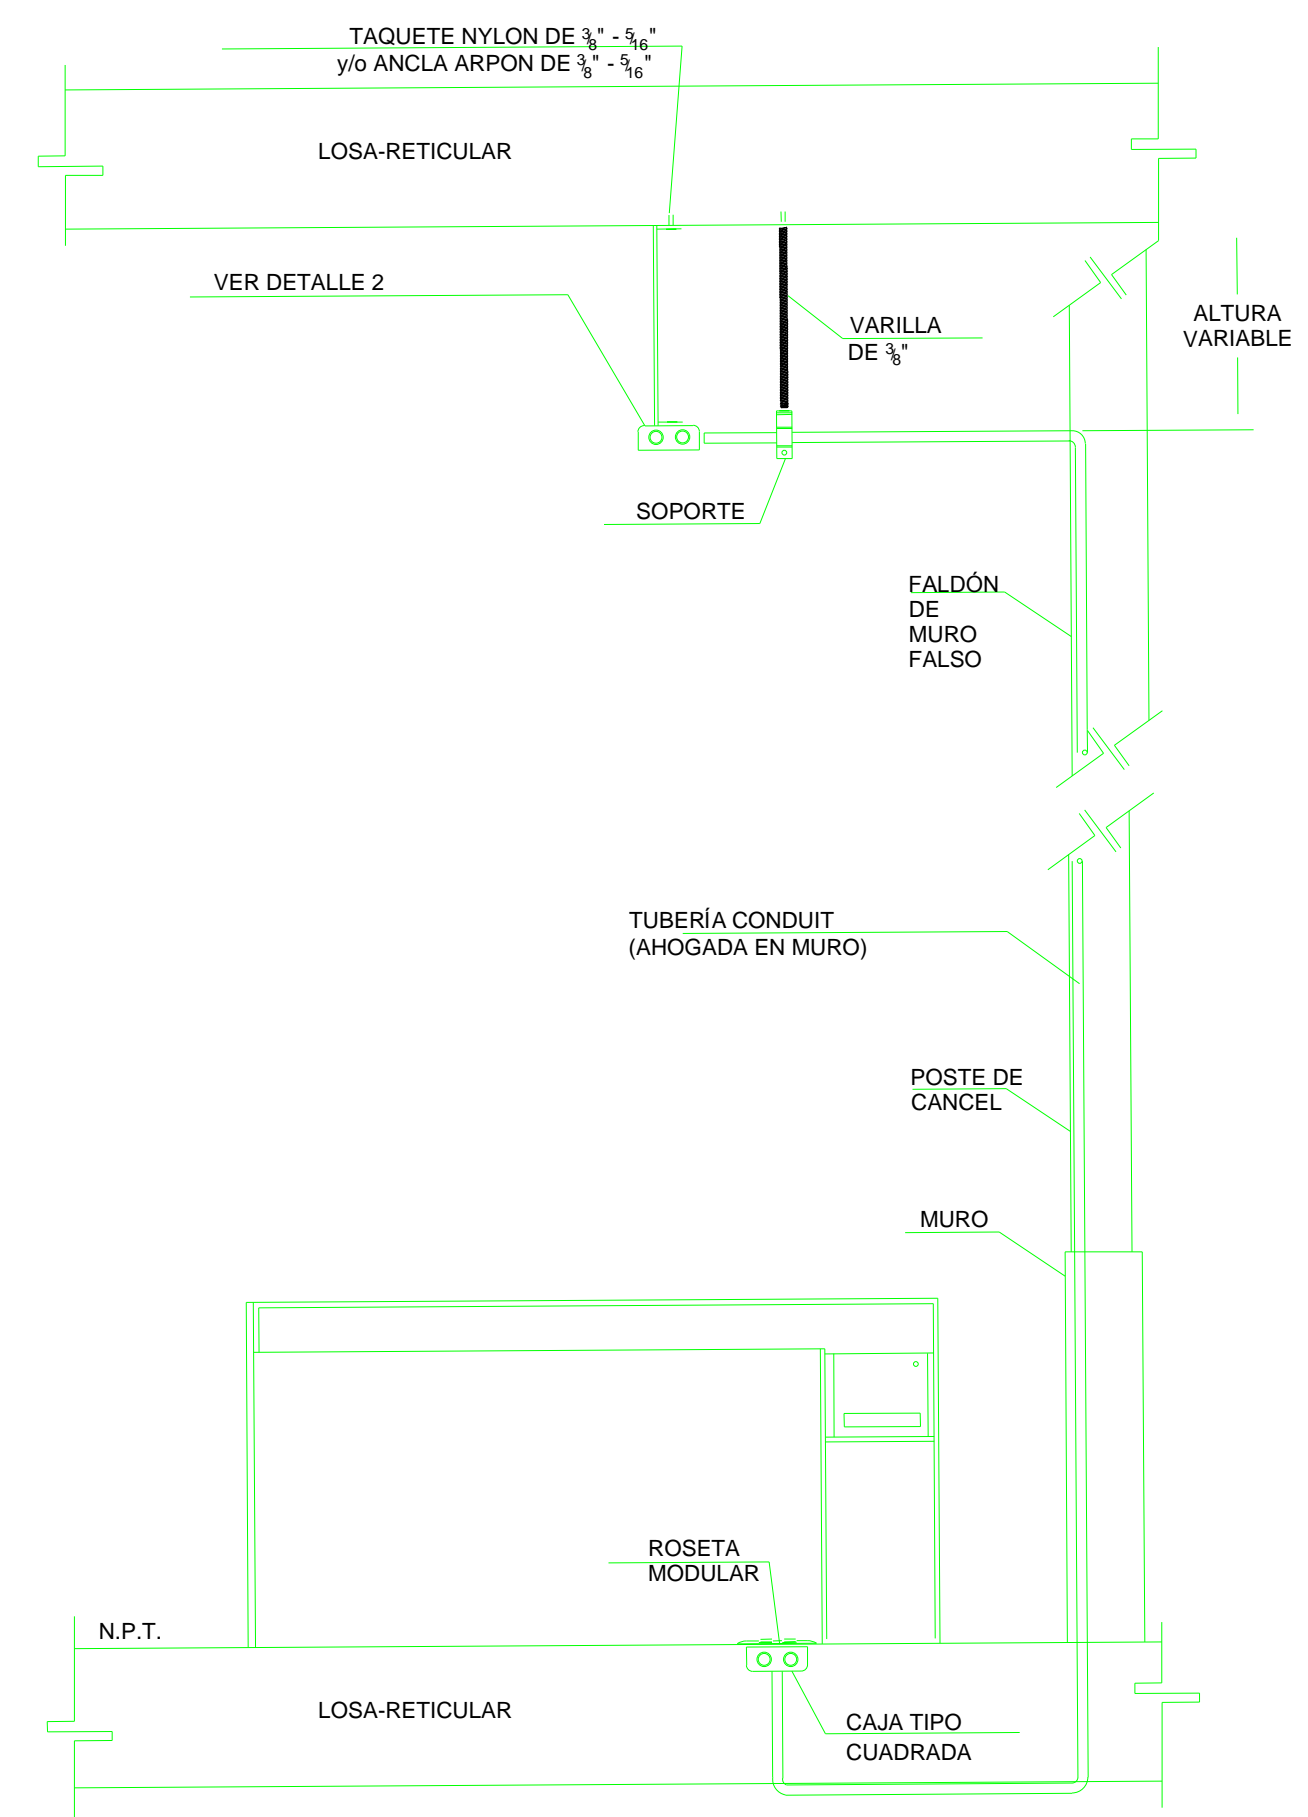 TAQUETE NYLON DE 3/8" - 5/16"
y/o ANCLA ARPON DE 3/8" - 5/16"
LOSA-RETICULAR
VER DETALLE 2
VARILLA
DE 3/8"
ALTURA
VARIABLE
SOPORTE
FALDÓN
DE
MURO
FALSO
TUBERÍA CONDUIT
(AHOGADA EN MURO)
POSTE DE
CANCEL
MURO
ROSETA
MODULAR
N.P.T.
LOSA-RETICULAR
CAJA TIPO
CUADRADA